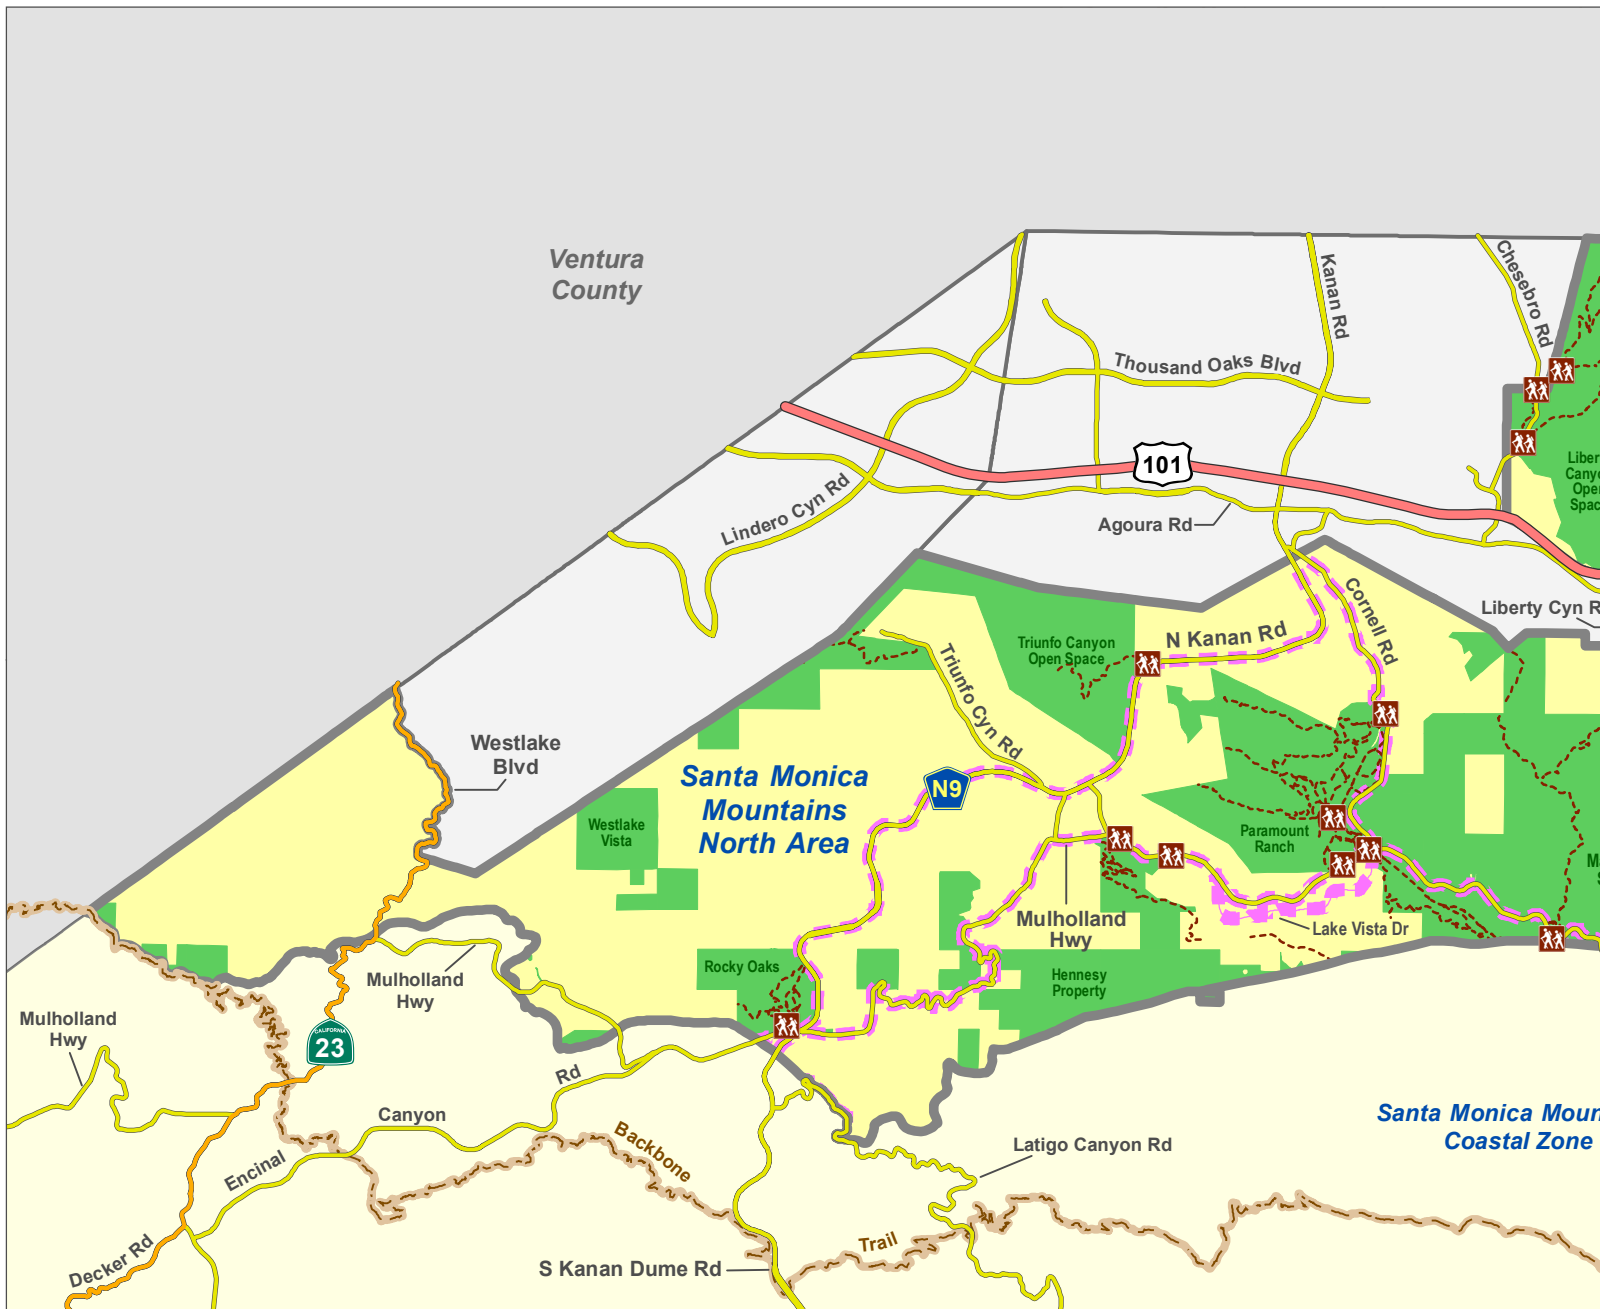 Ventura
County
Kanan Rd
Chesebro Rd
Thousand Oaks Blvd
101
Lindero Cyn Rd
Agoura Rd
Canyon
Open
Liberty Cyn
Cornell Rd
N Kanan Rd
Triunfo Canyon
Open Space
Triunfo Cyn Rd
Westlake
Blvd
Santa Monica
Mountains
North Area
N9
Westlake
Vista
Paramount
Ranch
Mulholland
Hwy
Lake Vista Dr
Rocky Oaks
Hennesy
Property
Mulholland
Hwy
Mulholland
Hwy
CALIFORNIA
23
Rd
Canyon
Encinal
Backbone
Latigo Canyon Rd
Santa Monica Moun
Coastal Zone
Trail
Decker Rd
S Kanan Dume Rd